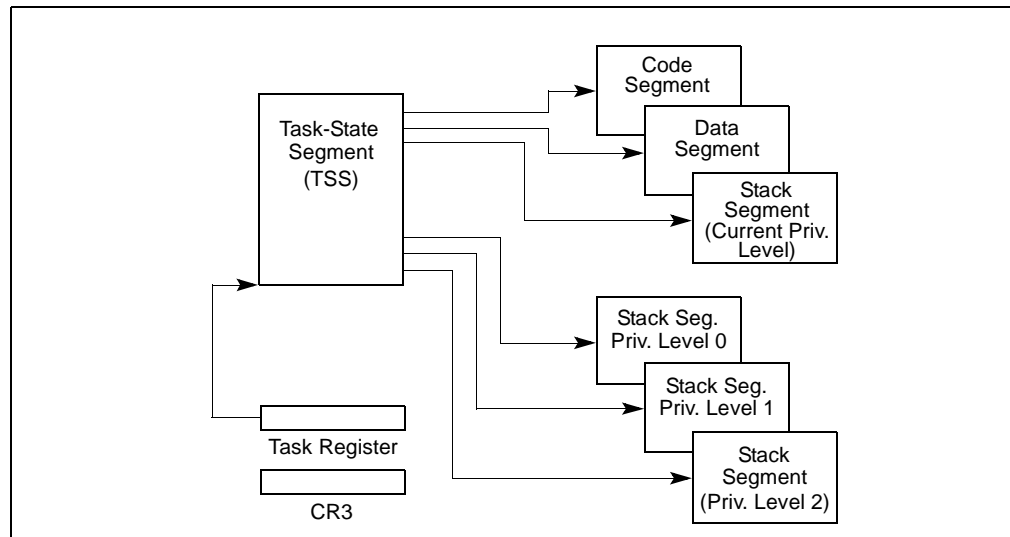 Task-State
Segment
(TSS)
Code
Segment
Data
Segment
Stack
Segment
(Current Priv.
Level)
Stack Seg.
Priv. Level 0
Stack Seg.
Priv. Level 1
Stack
Segment
(Priv. Level 2)
Task Register
CR3